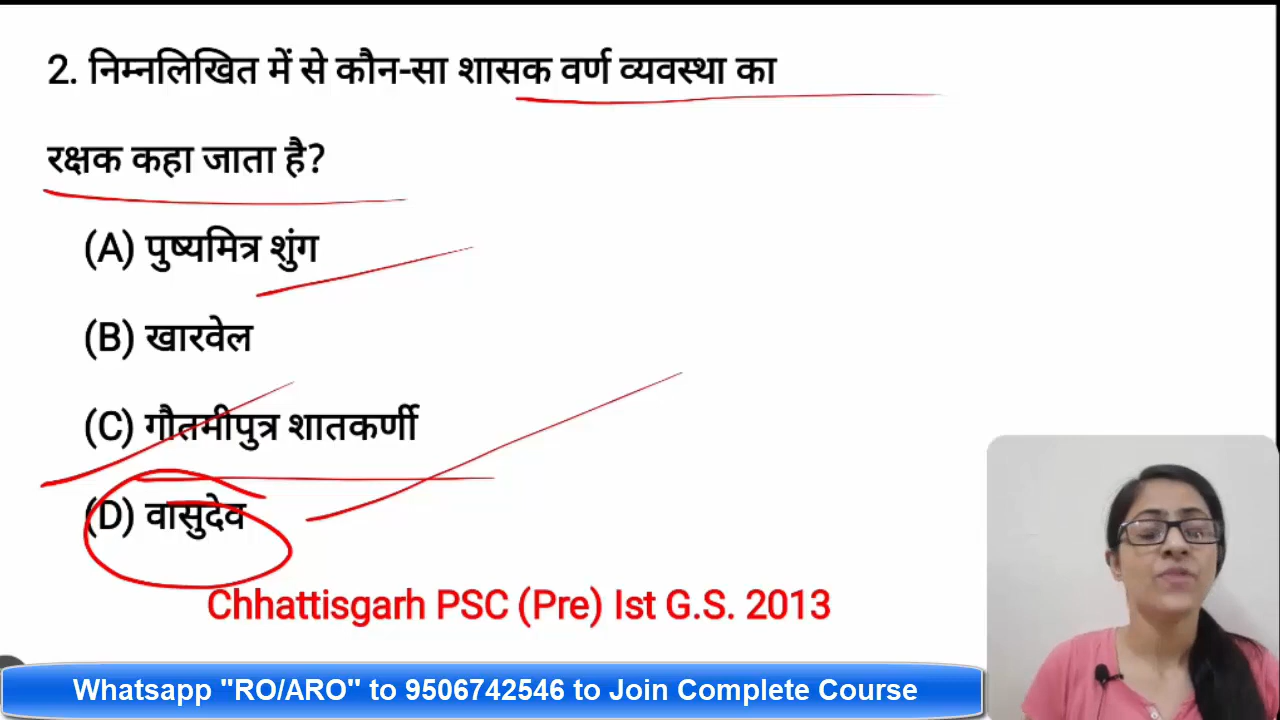 2. निम्नलिखित में से कौन-सा शासक वर्ण व्यवस्था का
रक्षक कहा जाता है?
(A) पुष्यमित्र शुंग
(B) खारवेल
(C) गौतमीपुत्र शातकर्णी
(D) वासुदेव
Chhattisgarh PSC (Pre) Ist G.S. 2013
Whatsapp "RO/ARO" to 9506742546 to Join Complete Course